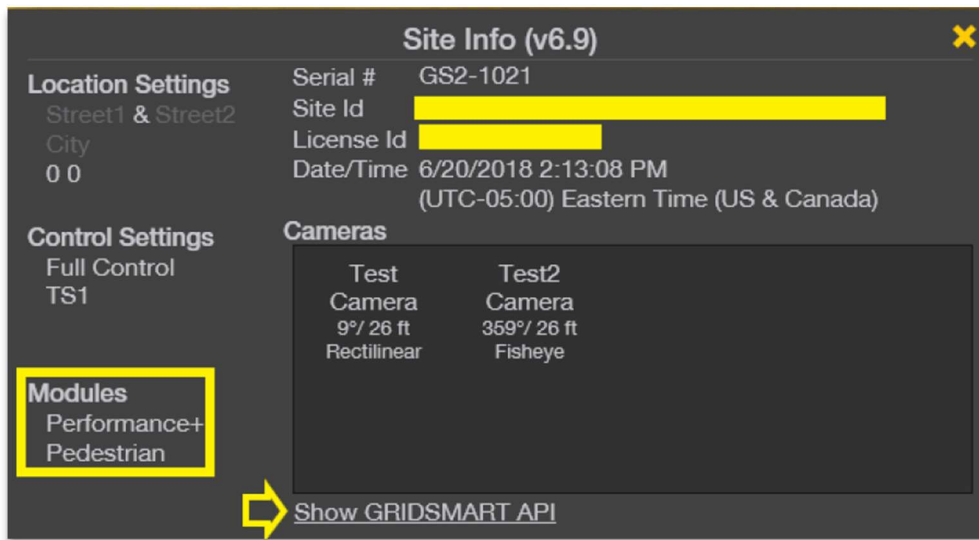 Site Info (v6.9)
Location Settings
Street1 & Street2
City
0 0
Control Settings
Full Control
TS1
Modules
Performance+
Pedestrian
Serial # GS2-1021
Site Id
License Id
Date/Time 6/20/2018 2:13:08 PM
(UTC-05:00) Eastern Time (US & Canada)
Cameras
Test
Camera
9°/ 26 ft
Rectilinear
Test2
Camera
359°/ 26 ft
Fisheye
Show GRIDSMART API